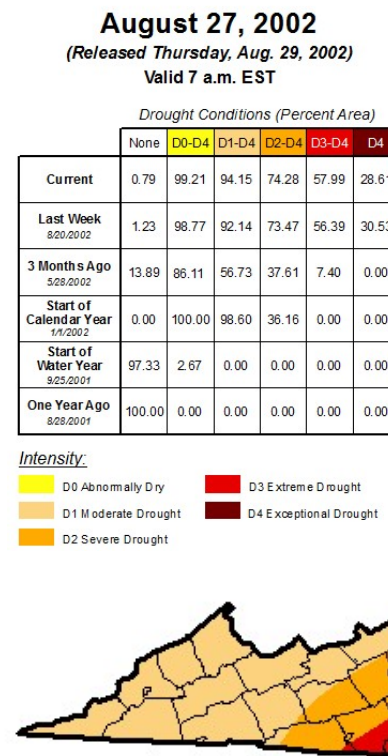 August 27, 2002
(Released Thursday, Aug. 29, 2002)
Valid 7 a.m. EST
Drought Conditions (Percent Area)
None D0-D4 D1-D4 D2-D4 D3-D4 D4
Current 0.79 99.21 94.15 74.28 57.99 28.61
Last Week
8/20/2002 1.23 98.77 92.14 73.47 56.39 30.53
3 Months Ago
5/28/2002 13.89 86.11 56.73 37.61 7.40 0.00
Start of
Calendar Year
1/1/2002 0.00 100.00 98.60 36.16 0.00 0.00
Start of
Water Year
9/25/2001 97.33 2.67 0.00 0.00 0.00 0.00
One Year Ago
8/28/2001 100.00 0.00 0.00 0.00 0.00 0.00
Intensity:
D0 Abnormally Dry D3 Extreme Drought
D1 Moderate Drought D4 Exceptional Drought
D2 Severe Drought